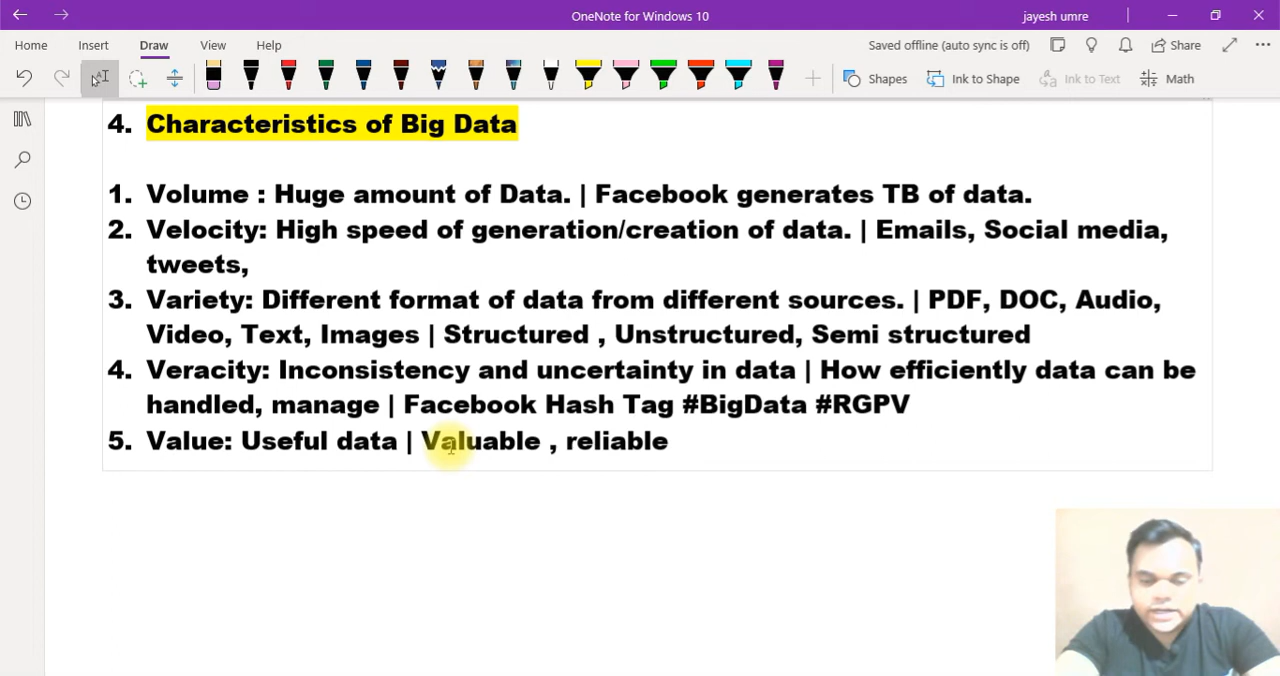 OneNote for Windows 10
jayesh umre
Home Insert Draw View Help
Saved offline (auto sync is off)
Share
Shapes
Ink to Shape
Ink to Text
Math
4. Characteristics of Big Data
1. Volume : Huge amount of Data. | Facebook generates TB of data.
2. Velocity: High speed of generation/creation of data. | Emails, Social media,
tweets,
3. Variety: Different format of data from different sources. | PDF, DOC, Audio,
Video, Text, Images | Structured , Unstructured, Semi structured
4. Veracity: Inconsistency and uncertainty in data | How efficiently data can be
handled, manage | Facebook Hash Tag #BigData #RGPV
5. Value: Useful data | Valuable , reliable